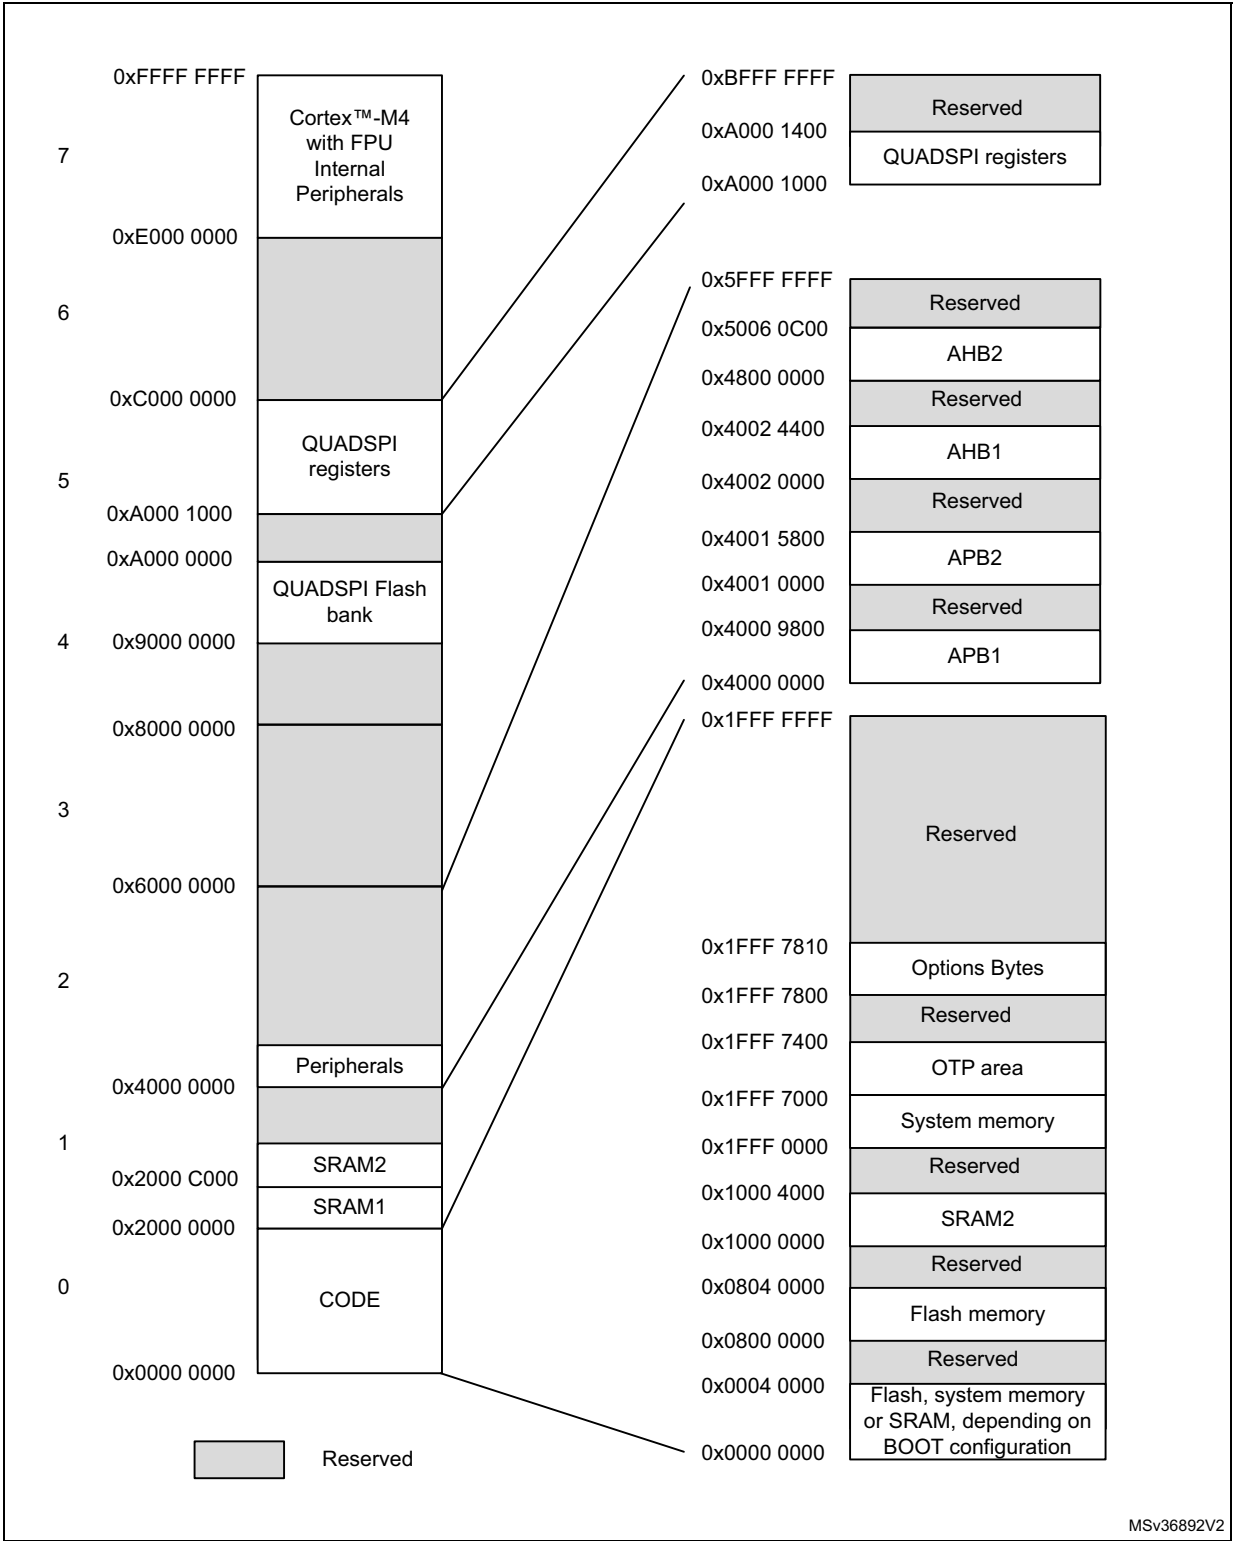 0xFFFF FFFF
Cortex™-M4
with FPU
Internal
Peripherals
7
0xE000 0000
6
0xC000 0000
QUADSPI
registers
5
0xA000 1000
0xA000 0000
QUADSPI Flash
bank
4
0x9000 0000
0x8000 0000
3
0x6000 0000
2
Peripherals
0x4000 0000
1
SRAM2
0x2000 C000
SRAM1
0x2000 0000
0
CODE
0x0000 0000
Reserved
0xBFFF FFFF
Reserved
0xA000 1400
QUADSPI registers
0xA000 1000
0x5FFF FFFF
Reserved
0x5006 0C00
AHB2
0x4800 0000
Reserved
0x4002 4400
AHB1
0x4002 0000
Reserved
0x4001 5800
APB2
0x4001 0000
Reserved
0x4000 9800
APB1
0x4000 0000
0x1FFF FFFF
Reserved
0x1FFF 7810
Options Bytes
0x1FFF 7800
Reserved
0x1FFF 7400
OTP area
0x1FFF 7000
System memory
0x1FFF 0000
Reserved
0x1000 4000
SRAM2
0x1000 0000
Reserved
0x0804 0000
Flash memory
0x0800 0000
Reserved
0x0004 0000
Flash, system memory
or SRAM, depending on
BOOT configuration
0x0000 0000
MSv36892V2